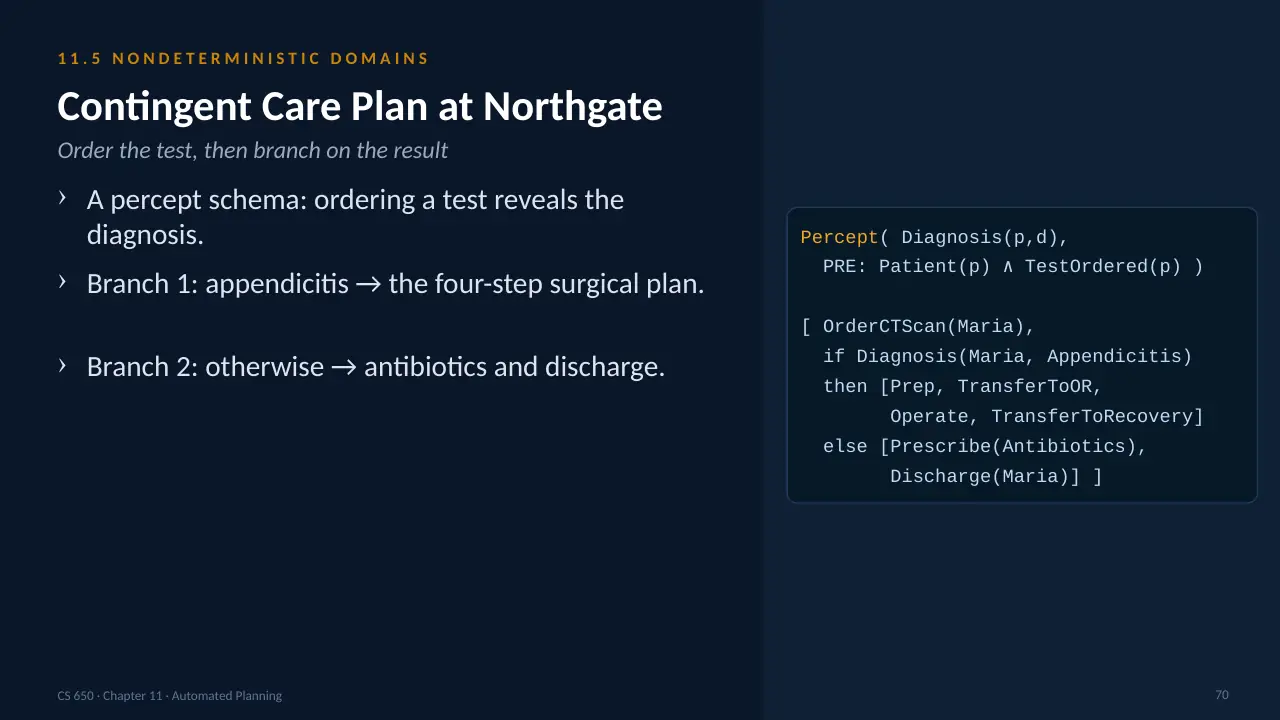 11.5 NONDETERMINISTIC DOMAINS
Contingent Care Plan at Northgate
Order the test, then branch on the result
› A percept schema: ordering a test reveals the
diagnosis.
› Branch 1: appendicitis → the four-step surgical plan.
› Branch 2: otherwise → antibiotics and discharge.
Percept( Diagnosis(p,d),
  PRE: Patient(p) ∧ TestOrdered(p) )
[ OrderCTScan(Maria),
  if Diagnosis(Maria, Appendicitis)
  then [Prep, TransferToOR,
        Operate, TransferToRecovery]
  else [Prescribe(Antibiotics),
        Discharge(Maria)] ]
CS 650 · Chapter 11 · Automated Planning
70